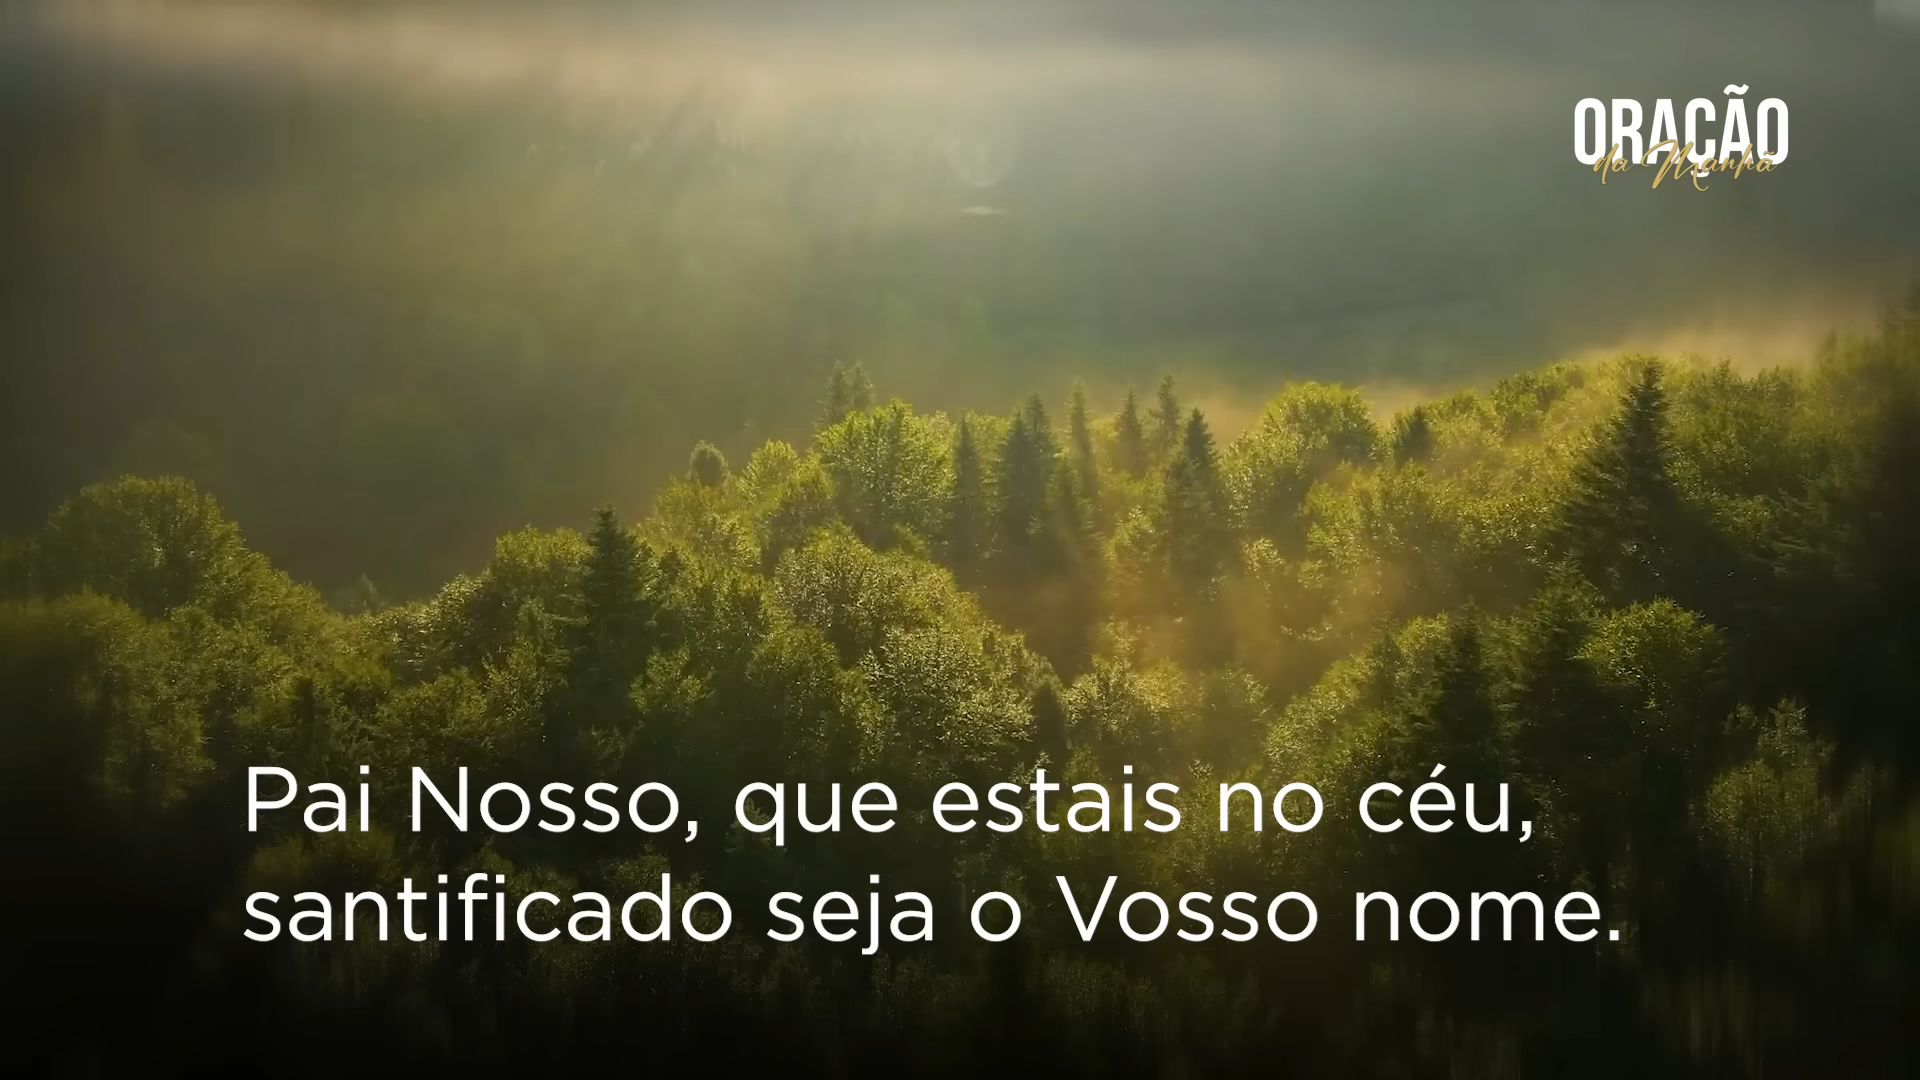 ORAÇÃO
da Manhã
Pai Nosso, que estais no céu,
santificado seja o Vosso nome.